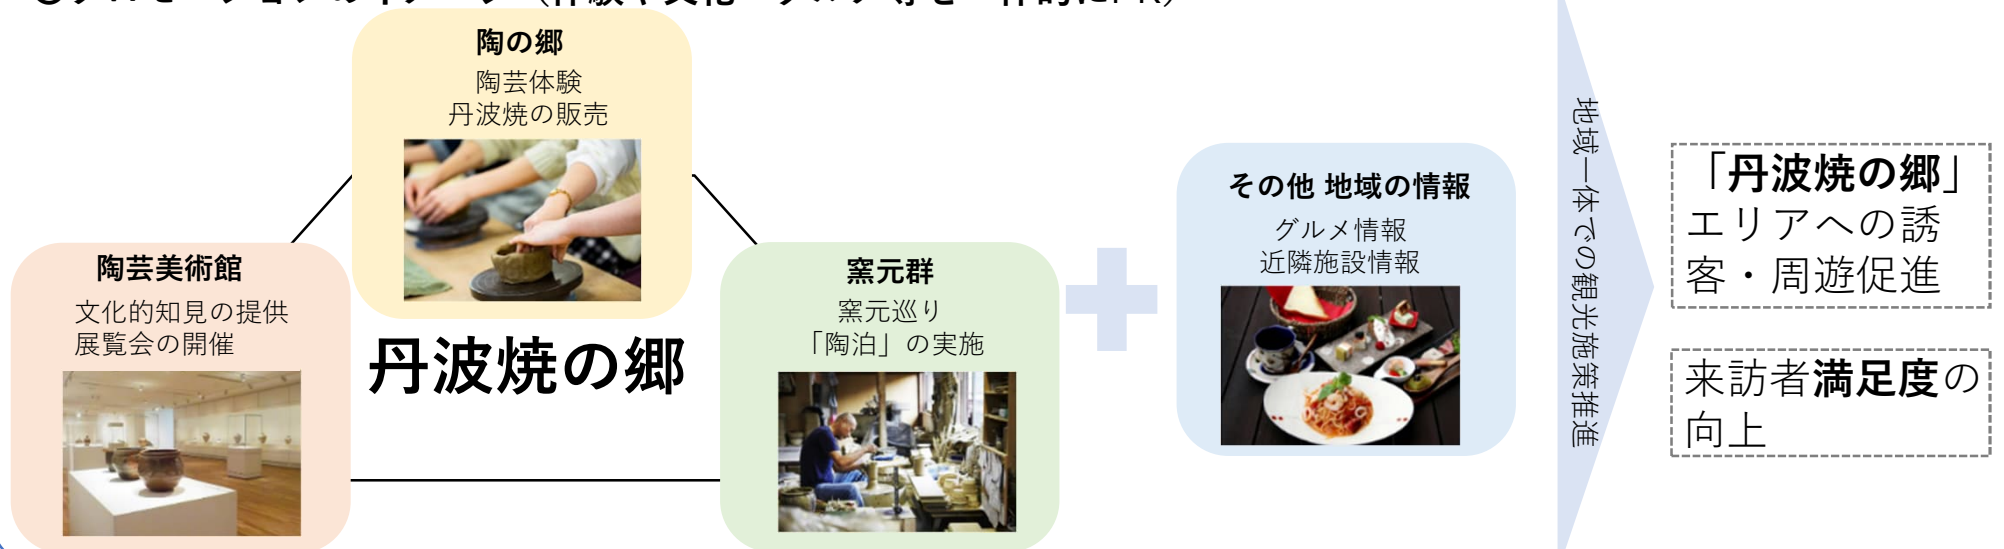 陶の郷
陶芸体験
丹波焼の販売
陶芸美術館
文化的知見の提供
展覧会の開催
丹波焼の郷
窯元群
窯元巡り
「陶泊」の実施
その他 地域の情報
グルメ情報
近隣施設情報
地域一体での観光施策推進
「丹波焼の郷」
エリアへの誘
客・周遊促進
来訪者満足度の
向上